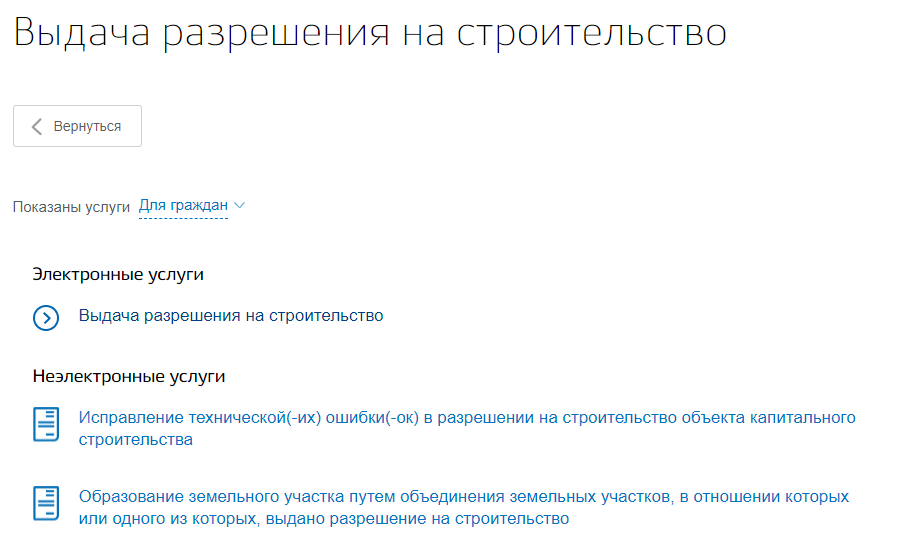 Выдача разрешения на строительство
Вернуться
Показаны услуги Для граждан
Электронные услуги
Выдача разрешения на строительство
Неэлектронные услуги
Исправление технической(-их) ошибки(-ок) в разрешении на строительство объекта капитального
строительства
Образование земельного участка путем объединения земельных участков, в отношении которых
или одного из которых, выдано разрешение на строительство